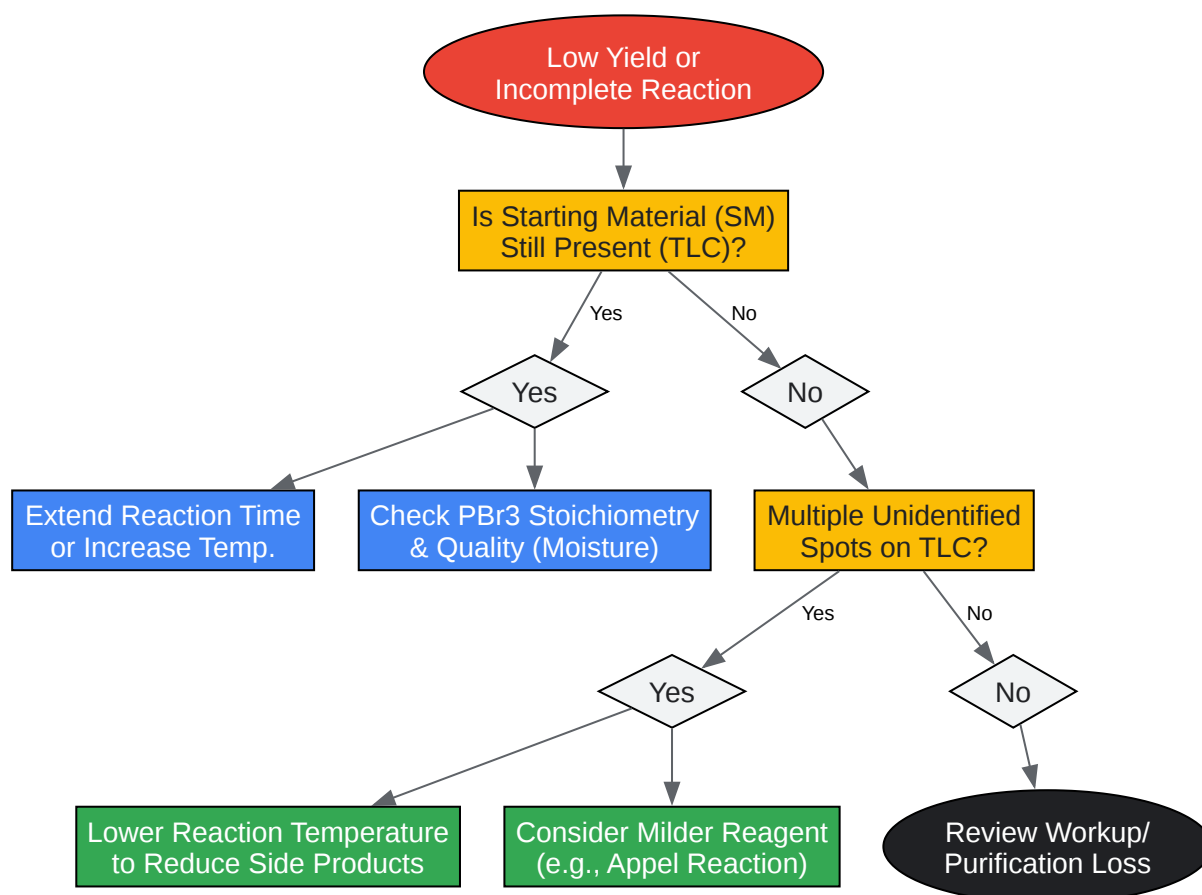 Low Yield or
Incomplete Reaction
Is Starting Material (SM)
Still Present (TLC)?
Yes
No
Yes
No
Extend Reaction Time
or Increase Temp.
Check PBr3 Stoichiometry
& Quality (Moisture)
Multiple Unidentified
Spots on TLC?
Yes
No
Yes
No
Lower Reaction Temperature
to Reduce Side Products
Consider Milder Reagent
(e.g., Appel Reaction)
Review Workup/
Purification Loss